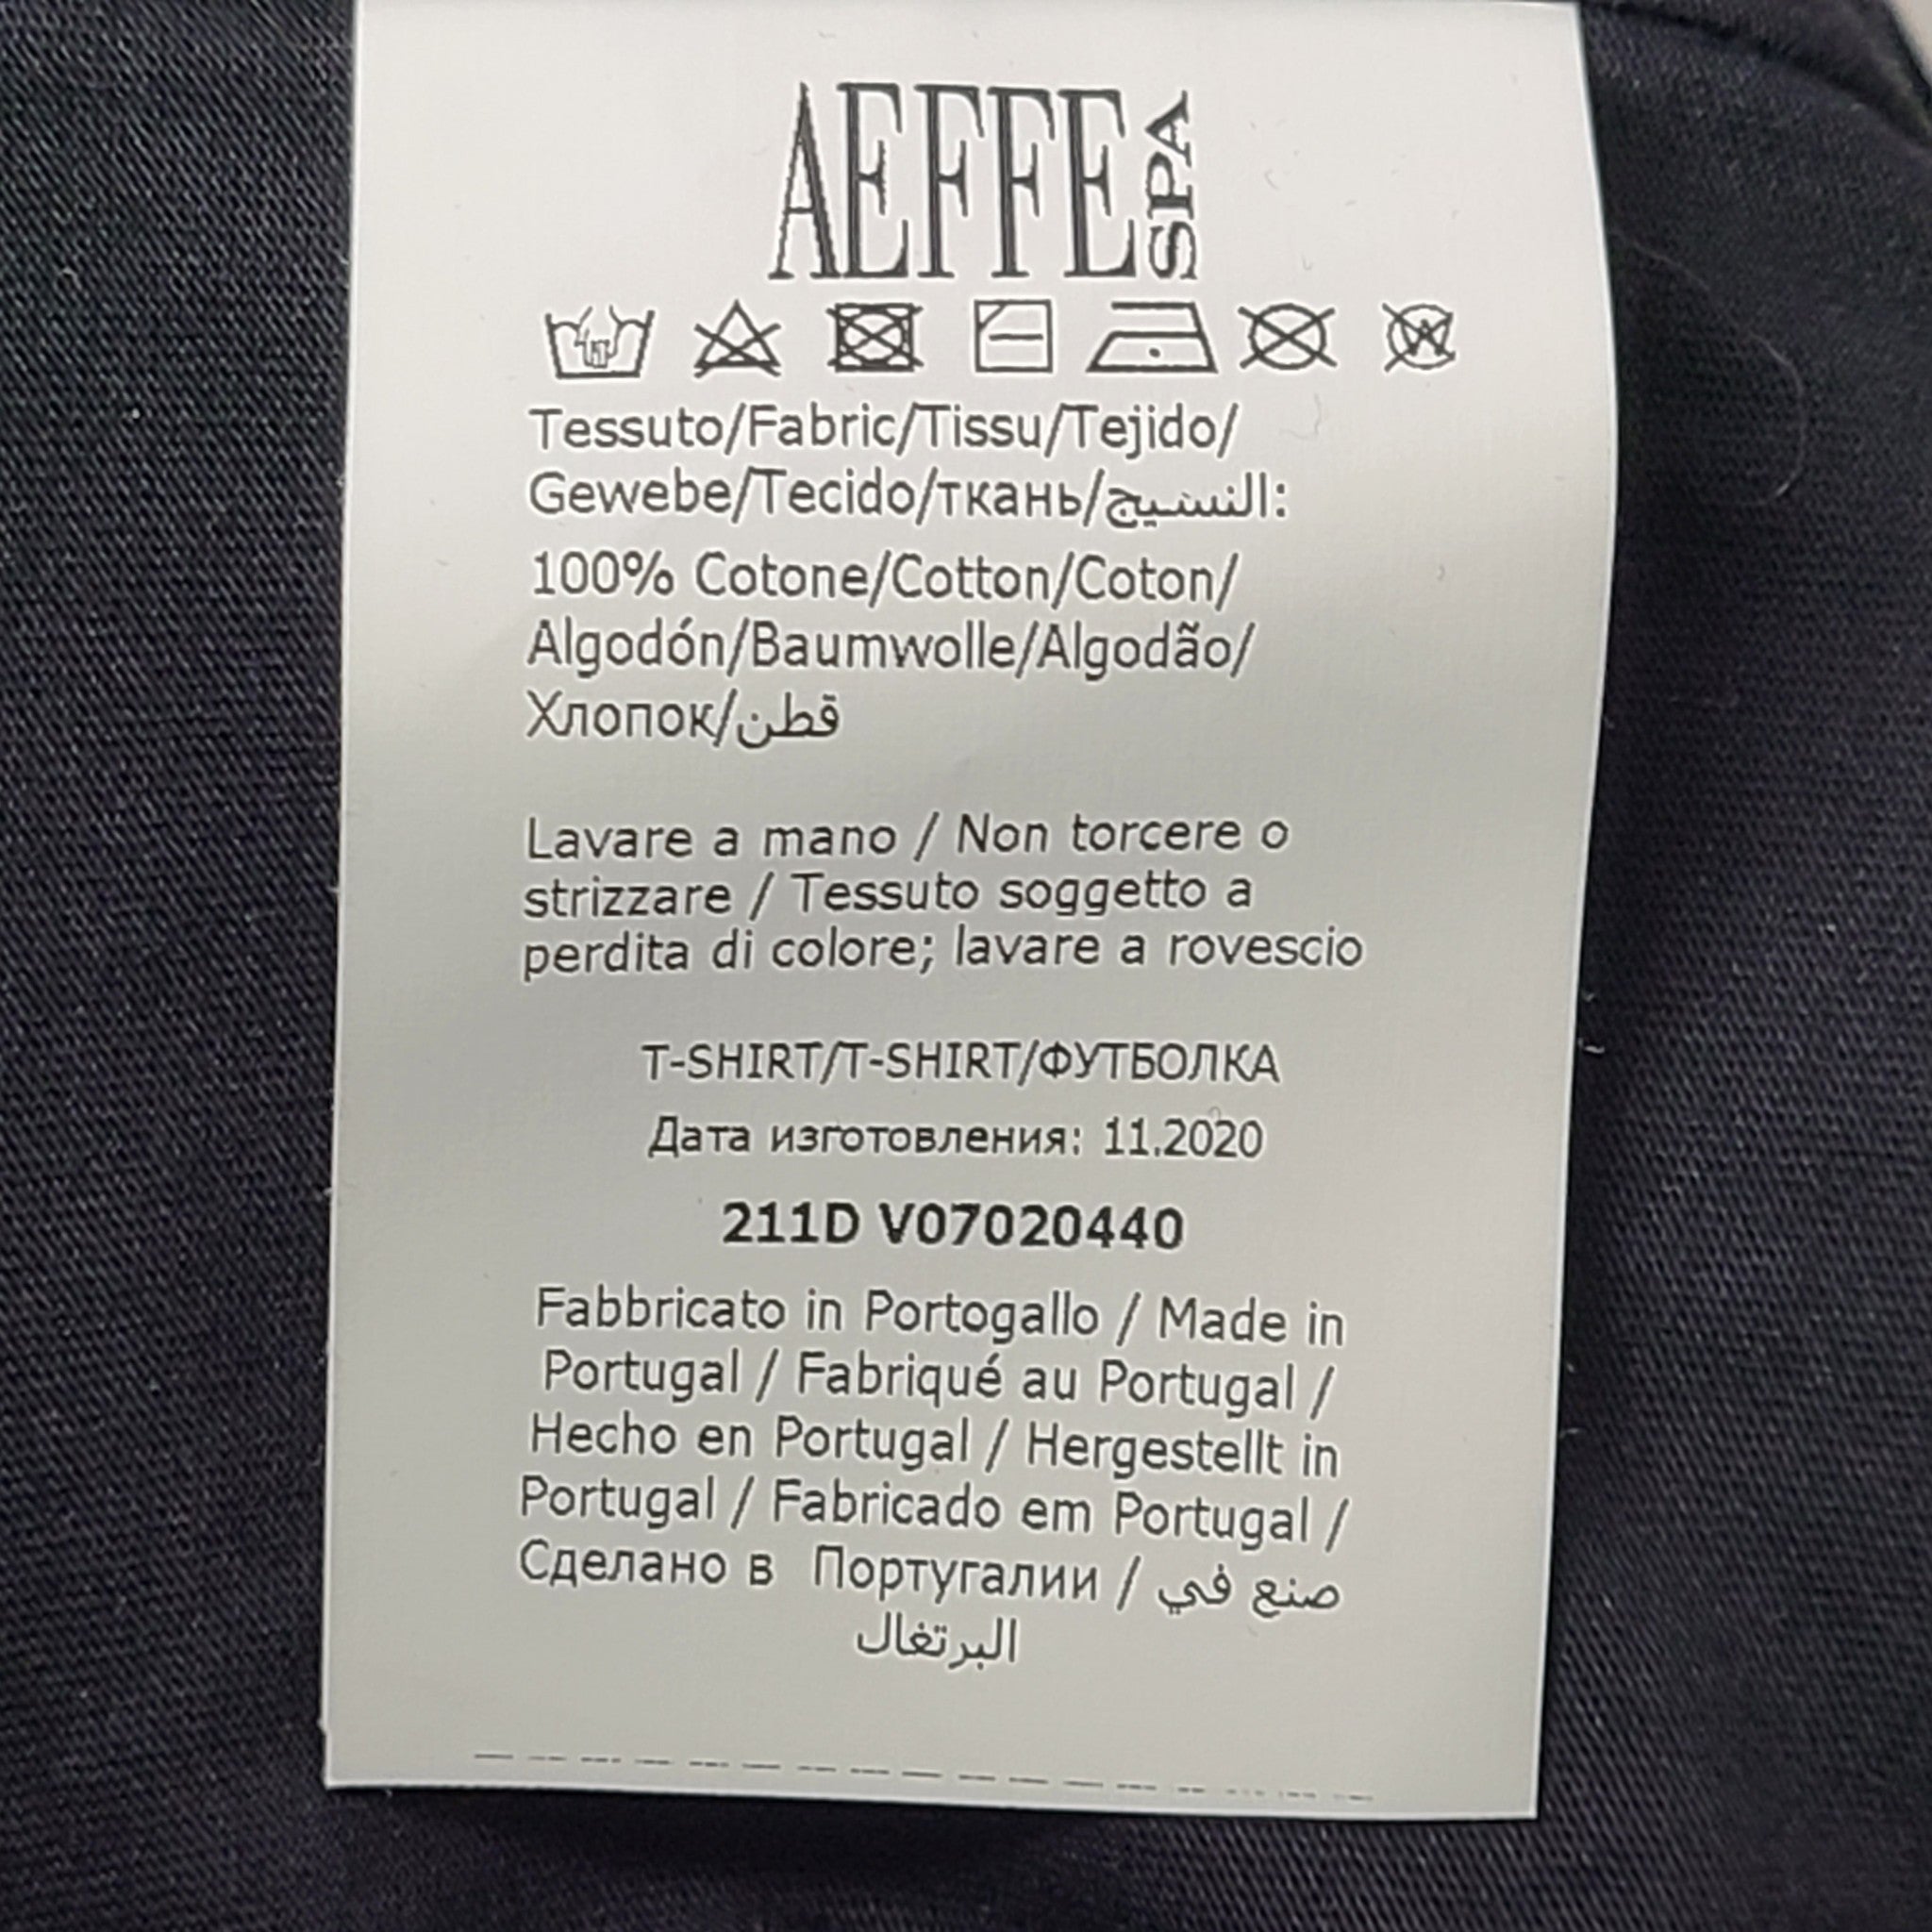 AEFFE SPA
Tessuto/Fabric/Tissu/Tejido/
Gewebe/Tecido/ткань/النسيج:
100% Cotone/Cotton/Coton/
Algodón/Baumwolle/Algodão/
Хлопок/قطن
Lavare a mano / Non torcere o
strizzare / Tessuto soggetto a
perdita di colore; lavare a rovescio
T-SHIRT/T-SHIRT/ФУТБОЛКА
Дата изготовления: 11.2020
211D V07020440
Fabbricato in Portogallo / Made in
Portugal / Fabriqué au Portugal /
Hecho en Portugal / Hergestellt in
Portugal / Fabricado em Portugal /
Сделано в Португалии / صنع في
البرتغال